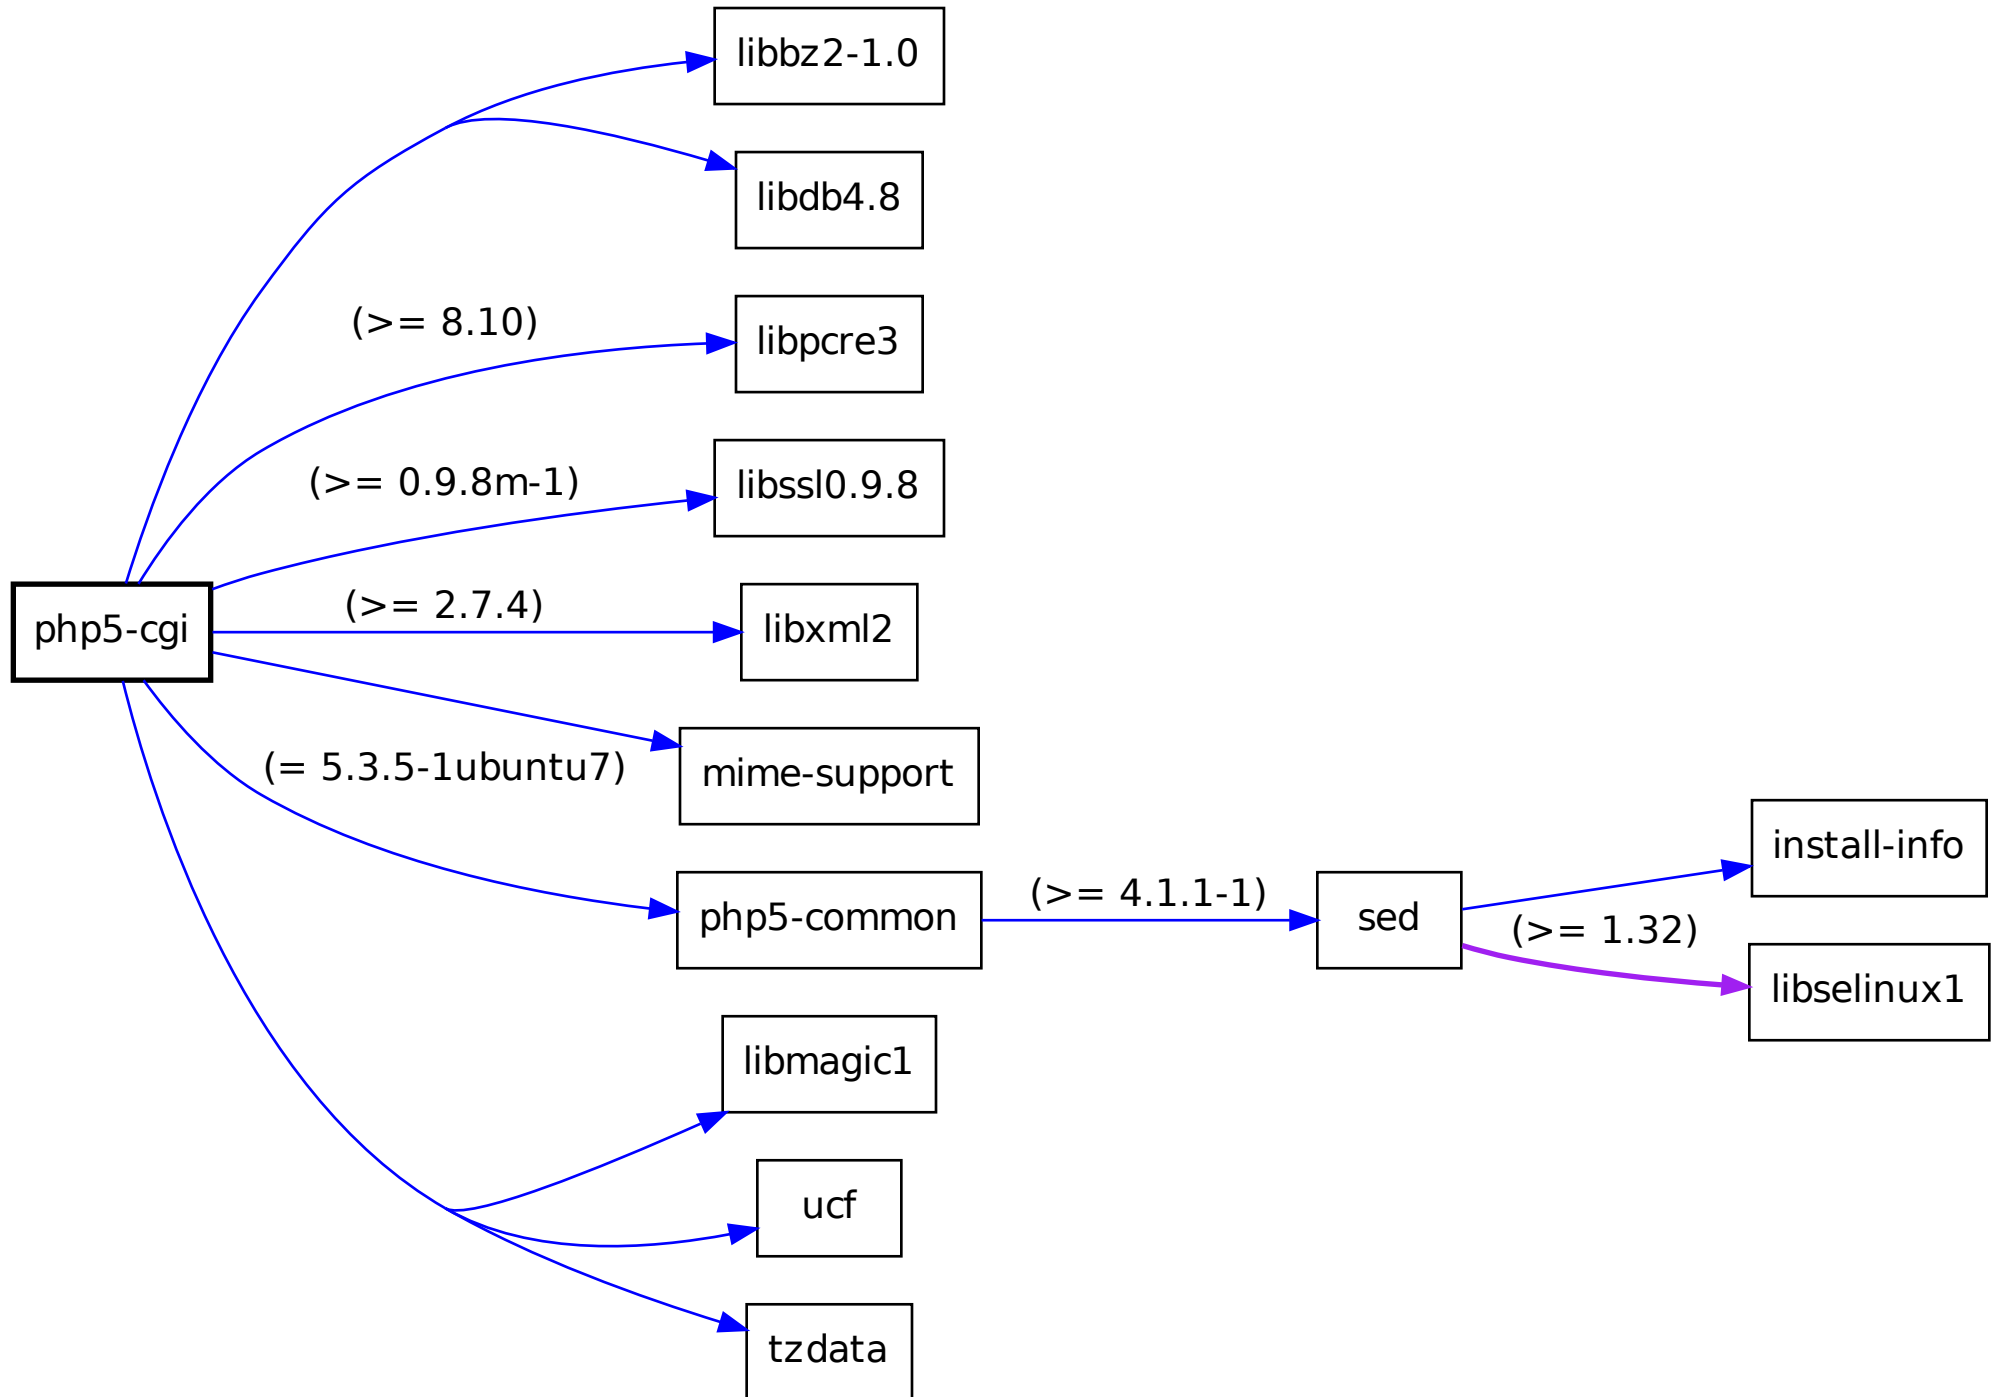 libbz2-1.0
libdb4.8
(>= 8.10)
libpcre3
(>= 0.9.8m-1)
libssl0.9.8
php5-cgi
(>= 2.7.4)
libxml2
mime-support
(= 5.3.5-1ubuntu7)
php5-common
(>= 4.1.1-1)
sed
install-info
(>= 1.32)
libselinux1
libmagic1
ucf
tzdata